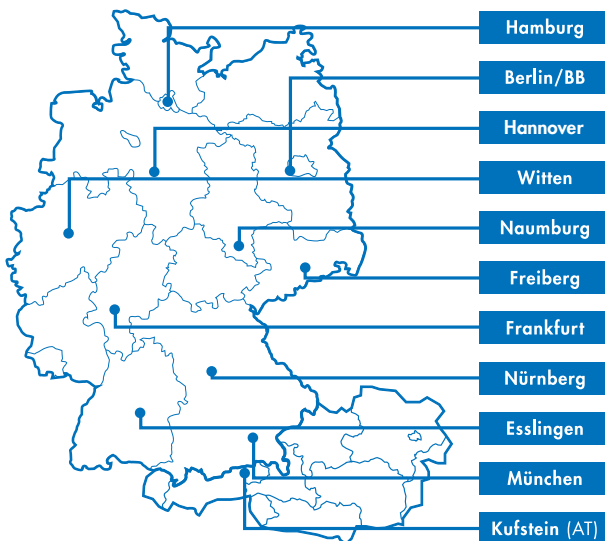 Hamburg
Berlin/BB
Hannover
Witten
Naumburg
Freiberg
Frankfurt
Nürnberg
Esslingen
München
Kufstein (AT)